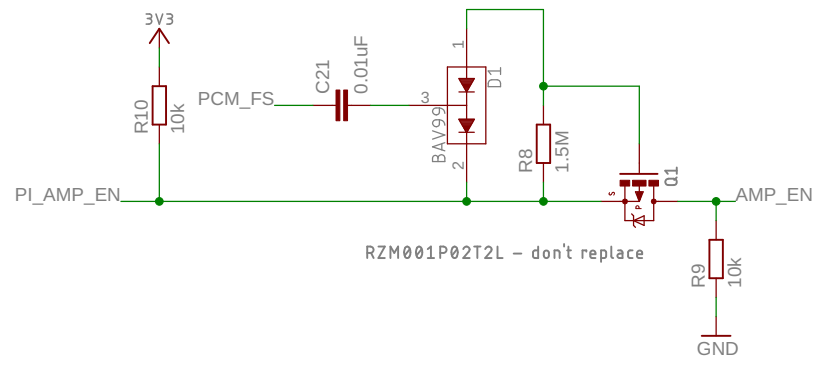 3V3
R10
10k
PCM_FS
C21
0.01uF
1
3
2
D1
BAV99
R8
1.5M
Q1
S
P
PI_AMP_EN
AMP_EN
RZM001P02T2L - don't replace
R9
10k
GND